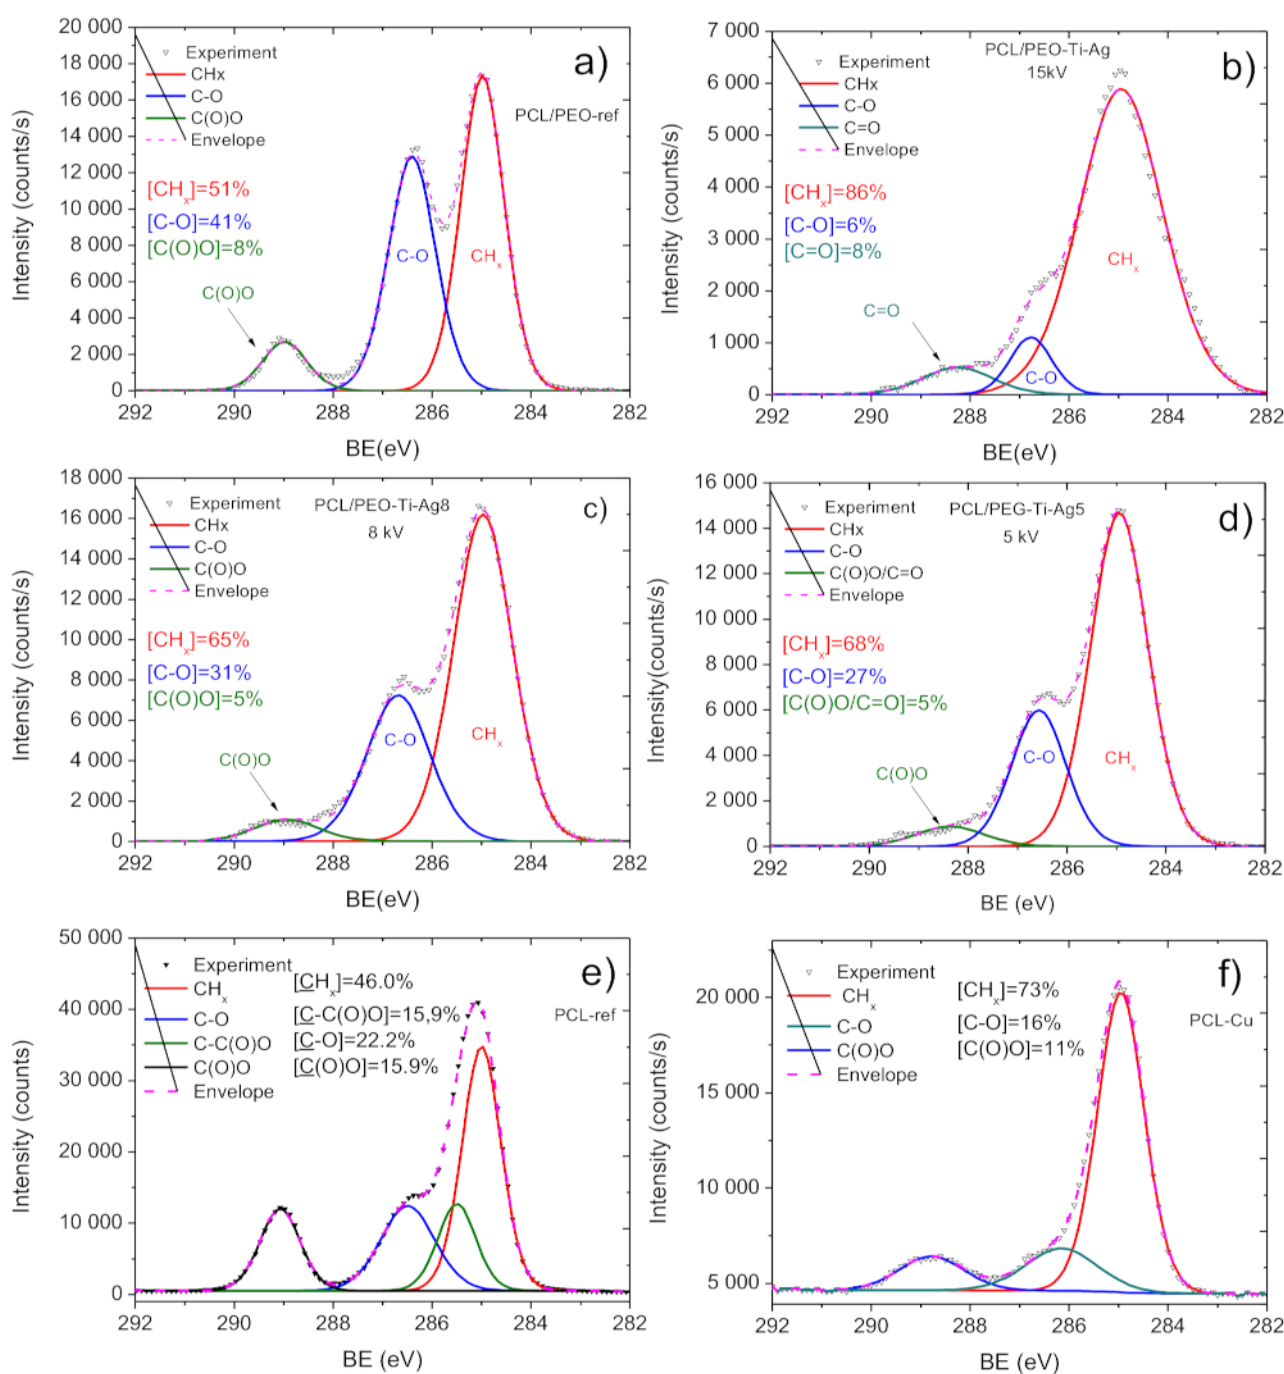 a)
PCL/PEO-ref
Experiment
CHx
C-O
C(O)O
Envelope
[CHx]=51%
[C-O]=41%
[C(O)O]=8%
C(O)O
C-O
CHx
20 000
18 000
16 000
14 000
12 000
10 000
8 000
6 000
4 000
2 000
0
292 290 288 286 284 282
BE(eV)
Intensity (counts/s)
b)
PCL/PEO-Ti-Ag
15kV
Experiment
CHx
C-O
C=O
Envelope
[CHx]=86%
[C-O]=6%
[C=O]=8%
C=O
C-O
CHx
7 000
6 000
5 000
4 000
3 000
2 000
1 000
0
292 290 288 286 284 282
BE(eV)
Intensity (counts/s)
c)
PCL/PEO-Ti-Ag8
8 kV
Experiment
CHx
C-O
C(O)O
Envelope
[CHx]=65%
[C-O]=31%
[C(O)O]=5%
C(O)O
C-O
CHx
18 000
16 000
14 000
12 000
10 000
8 000
6 000
4 000
2 000
0
292 290 288 286 284 282
BE(eV)
Intensity (counts/s)
d)
PCL/PEG-Ti-Ag5
5 kV
Experiment
CHx
C-O
C(O)O/C=O
Envelope
[CHx]=68%
[C-O]=27%
[C(O)O/C=O]=5%
C(O)O
C-O
CHx
16 000
14 000
12 000
10 000
8 000
6 000
4 000
2 000
0
292 290 288 286 284 282
BE (eV)
Intensity(counts/s)
e)
PCL-ref
Experiment
CHx
C-O
C-C(O)O
C(O)O
Envelope
[CHx]=46.0%
[C-C(O)O]=15,9%
[C-O]=22.2%
[C(O)O]=15.9%
50 000
40 000
30 000
20 000
10 000
0
292 290 288 286 284 282
BE (eV)
Intensity (counts)
f)
PCL-Cu
Experiment
CHx
C-O
C(O)O
Envelope
[CHx]=73%
[C-O]=16%
[C(O)O]=11%
20 000
15 000
10 000
5 000
292 290 288 286 284 282
BE (eV)
Intensity (counts/s)